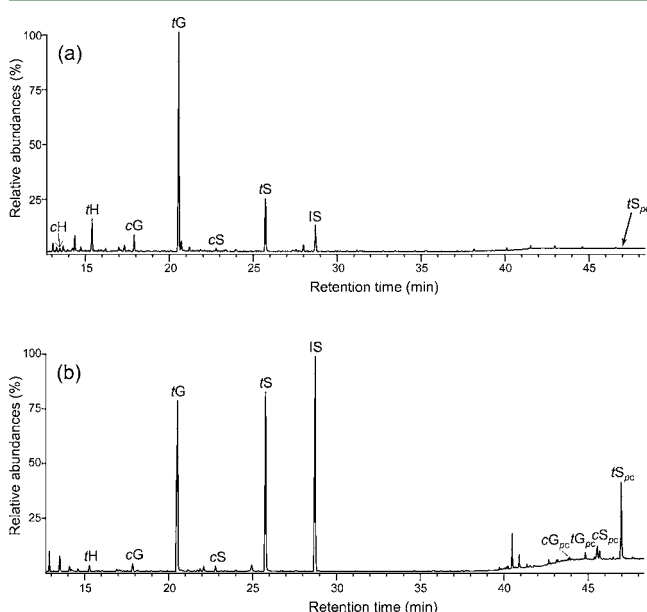 (a)
Relative abundances (%)
100
75
50
25
cH
tH
cG
tG
cS
tS
IS
tSpc
15 20 25 30 35 40 45
Retention time (min)
(b)
Relative abundances (%)
100
75
50
25
tH
cG
tG
cS
tS
IS
cGpc tGpc cSpc
tSpc
15 20 25 30 35 40 45
Retention time (min)